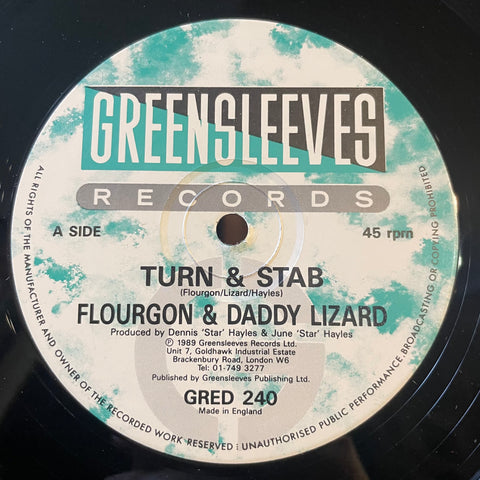 GREENSLEEVES
RECORDS
A SIDE
45 rpm
TURN & STAB
(Flourgon/Lizard/Hayles)
FLOURGON & DADDY LIZARD
Produced by Dennis 'Star' Hayles & June 'Star' Hayles
℗ 1989 Greensleeves Records Ltd.
Unit 7, Goldhawk Industrial Estate
Brackenbury Road, London W6
Tel: 01-749 3277
Published by Greensleeves Publishing Ltd.
GRED 240
Made in England
ALL RIGHTS OF THE MANUFACTURER AND OWNER OF THE RECORDED WORK RESERVED : UNAUTHORISED PUBLIC PERFORMANCE · BROADCASTING OR COPYING PROHIBITED